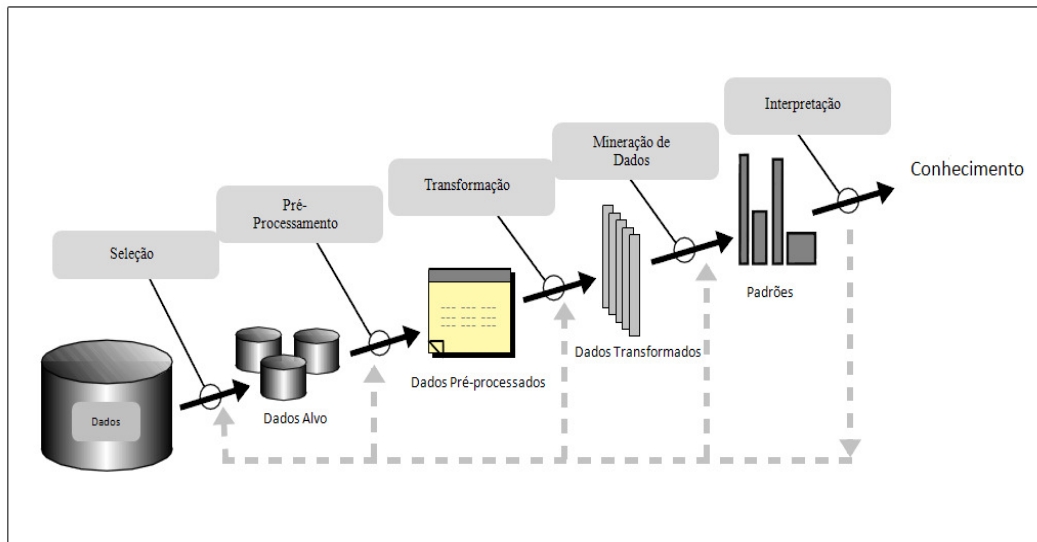 Interpretação
Mineração de
Dados
Conhecimento
Transformação
Pré-
Processamento
Seleção
Padrões
Dados Transformados
Dados Pré-processados
Dados Alvo
Dados